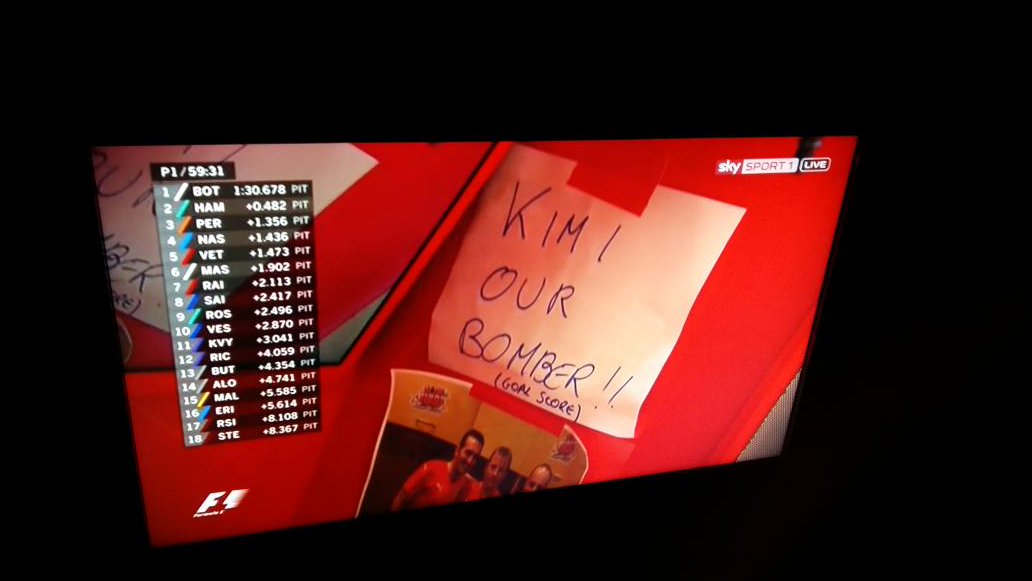 P1/59:31
1 BOT 1:30.678 PIT
2 HAM +0.482 PIT
3 PER +1.356 PIT
4 NAS +1.436 PIT
5 VET +1.473 PIT
6 MAS +1.902 PIT
7 RAI +2.113 PIT
8 SAI +2.417 PIT
9 ROS +2.496 PIT
10 VES +2.870 PIT
11 KVY +3.041 PIT
12 RIC +4.059 PIT
13 BUT +4.354 PIT
14 ALO +4.741 PIT
15 MAL +5.585 PIT
16 ERI +5.614 PIT
17 RSI +8.108 PIT
18 STE +8.367 PIT
sky SPORT 1 LIVE
KIMI
OUR
BOMBER!!
(GOAL SCORE)
F1
Formula 1